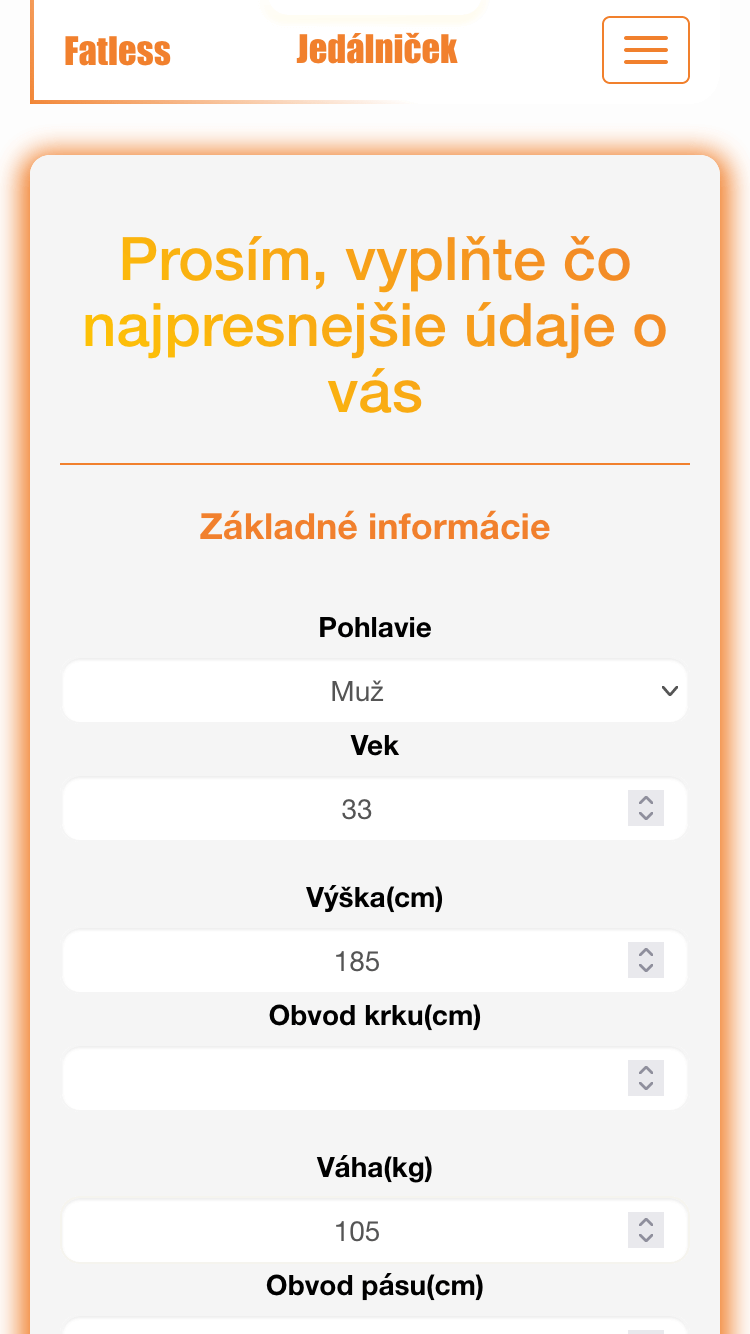 Fatless
Jedálniček
Prosím, vyplňte čo
najpresnejšie údaje o
vás
Základné informácie
Pohlavie
Muž
Vek
33
Výška(cm)
185
Obvod krku(cm)
Váha(kg)
105
Obvod pásu(cm)